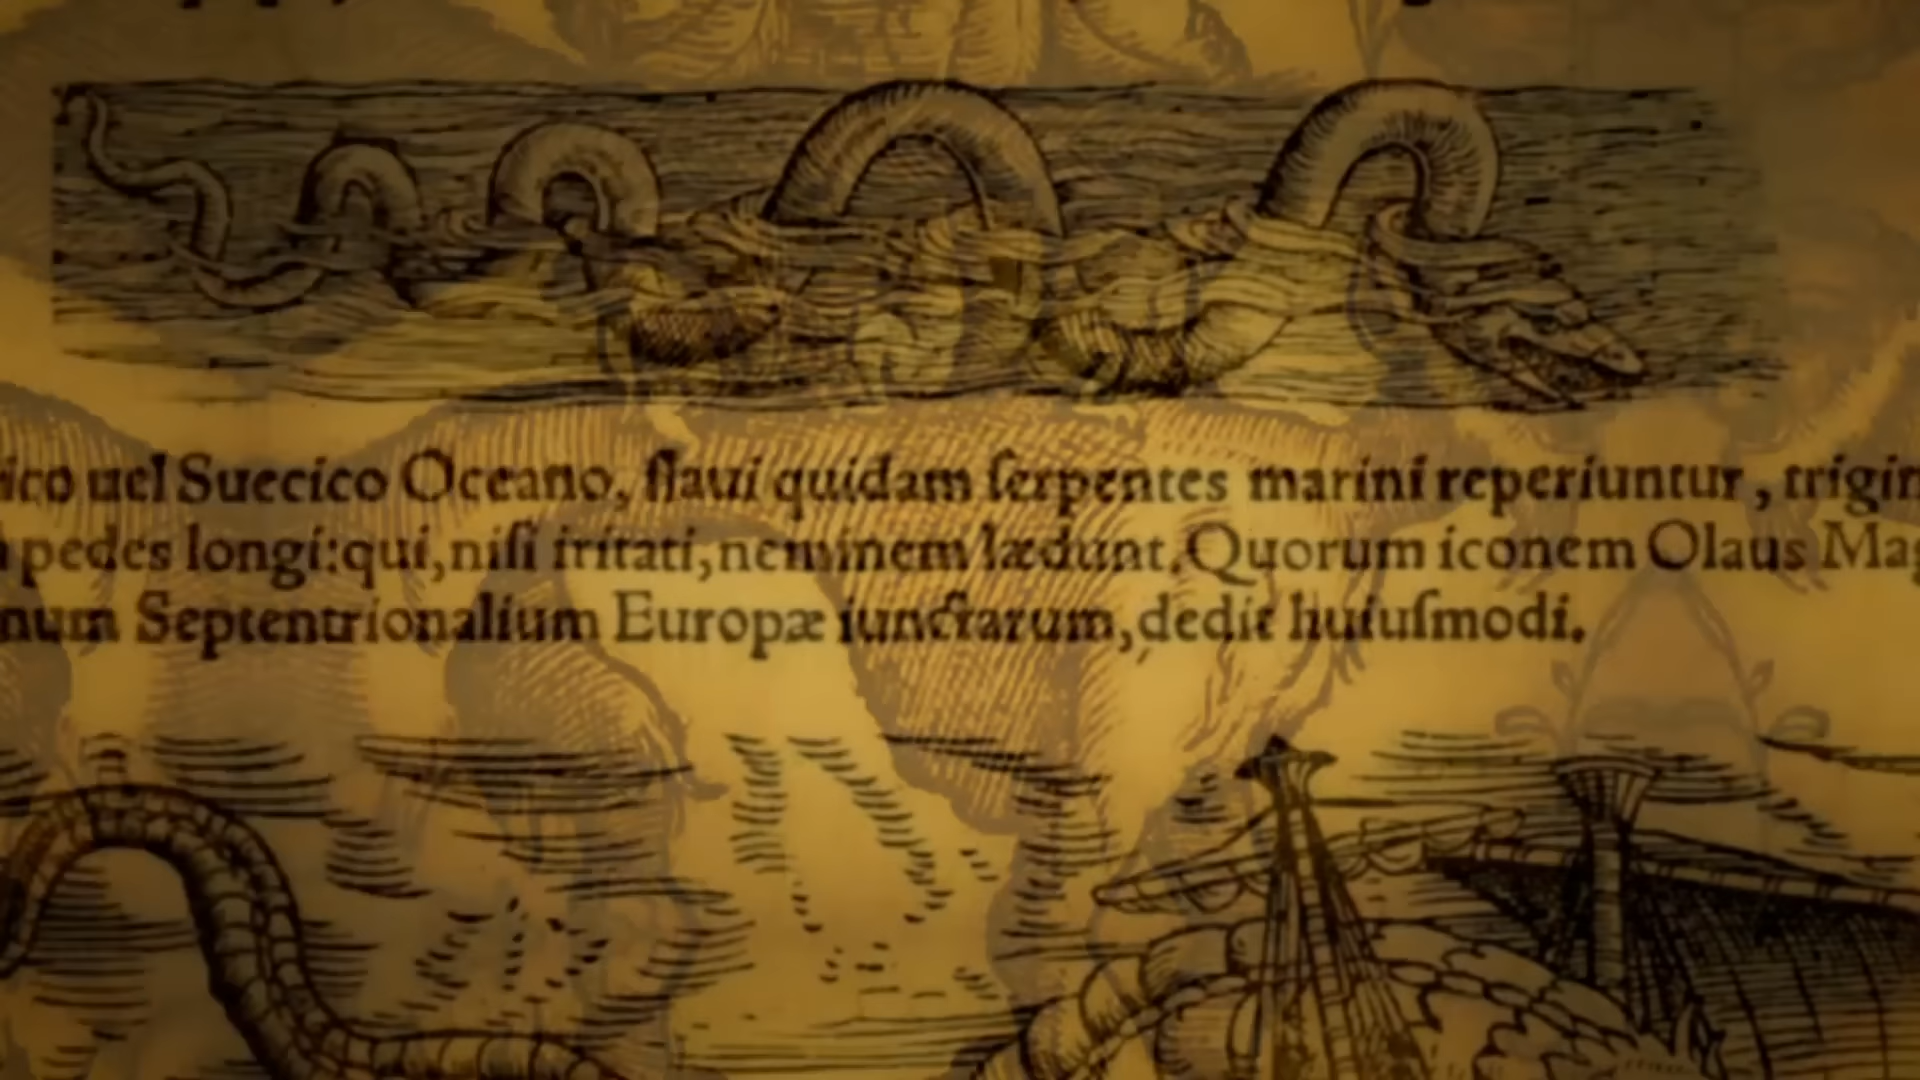 ico uel Suecico Oceano, flaui quidam ſerpentes marini reperiuntur, trigin
pedes longi: qui, niſi irritati, neminem lædunt. Quorum iconem Olaus Mag
num Septentrionalium Europæ iunctarum, dedit huiuſmodi.